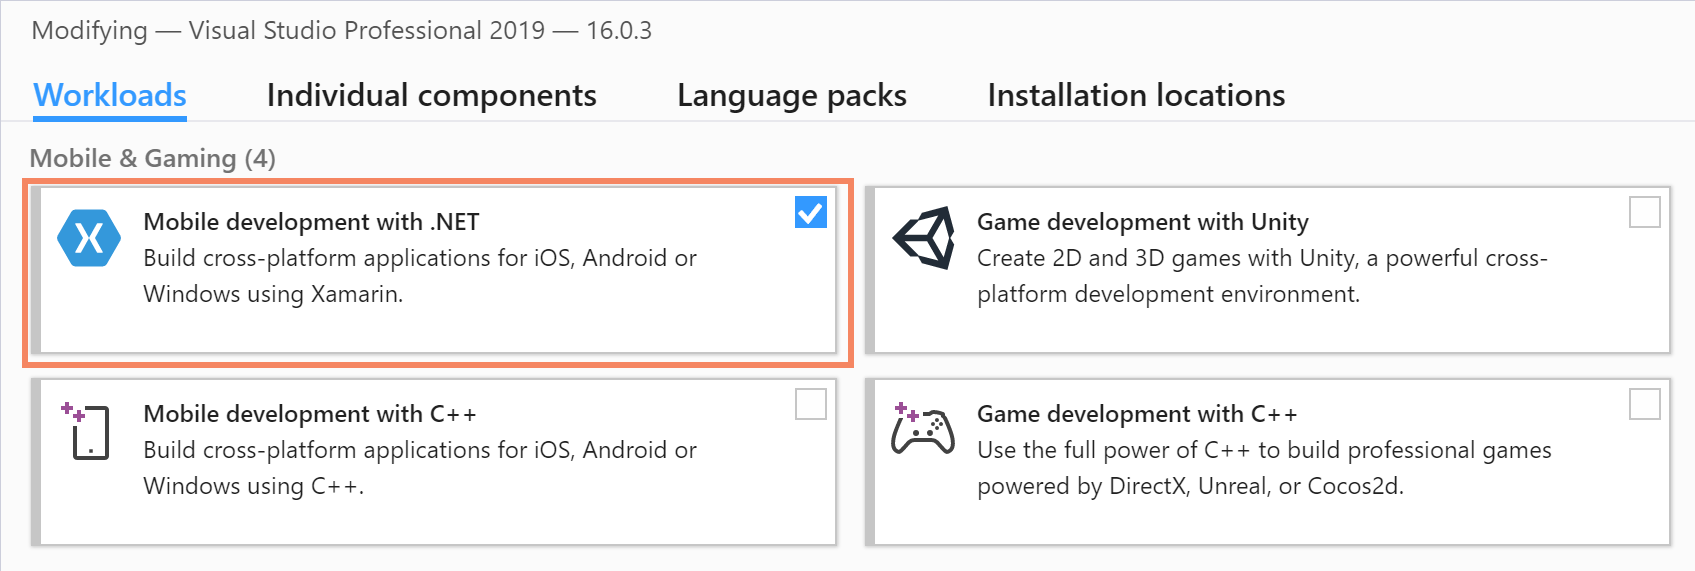 Modifying — Visual Studio Professional 2019 — 16.0.3
Workloads Individual components Language packs Installation locations
Mobile & Gaming (4)
Mobile development with .NET
Build cross-platform applications for iOS, Android or
Windows using Xamarin.
Game development with Unity
Create 2D and 3D games with Unity, a powerful cross-
platform development environment.
Mobile development with C++
Build cross-platform applications for iOS, Android or
Windows using C++.
Game development with C++
Use the full power of C++ to build professional games
powered by DirectX, Unreal, or Cocos2d.